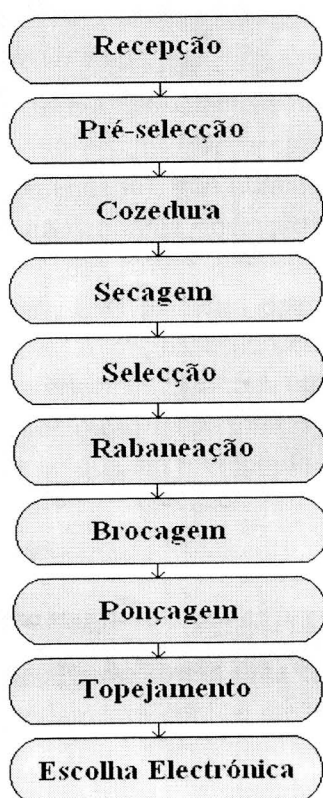 Recepção
Pré-selecção
Cozedura
Secagem
Selecção
Rabaneação
Brocagem
Ponçagem
Topejamento
Escolha Electrónica